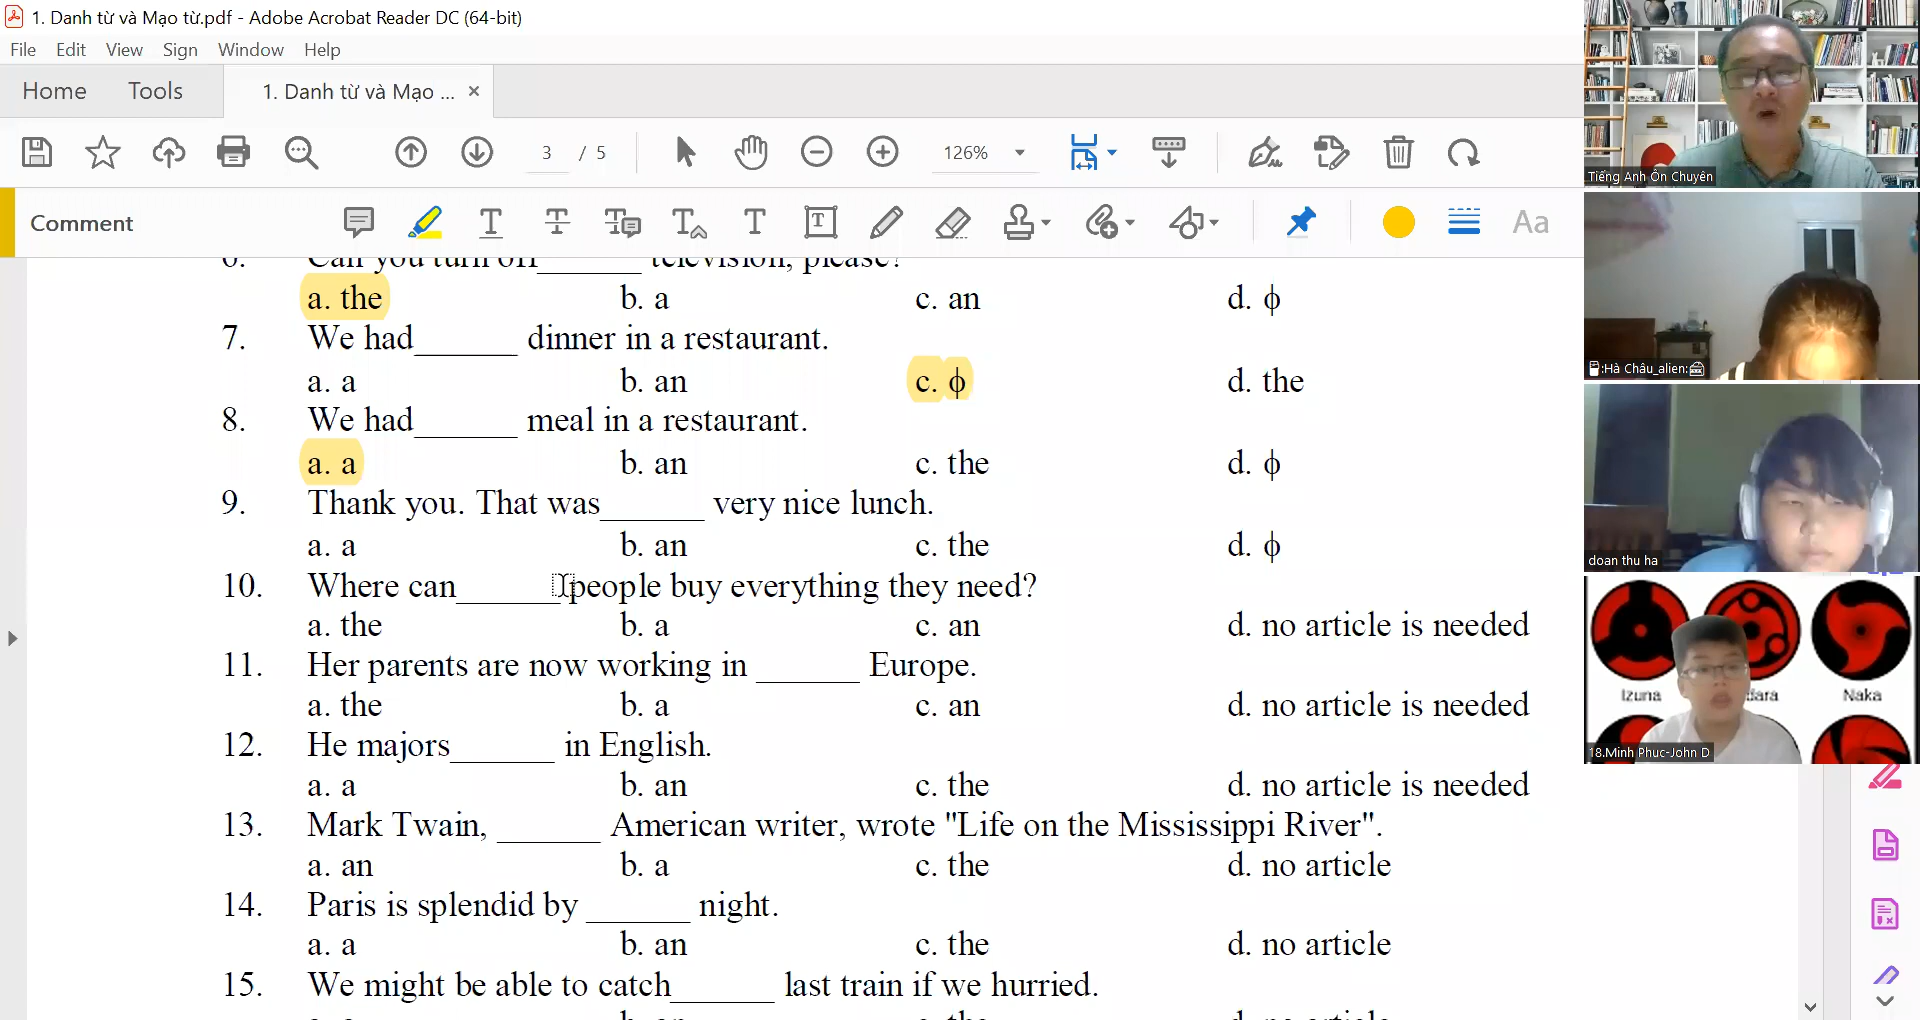 1. Danh từ và Mạo từ.pdf - Adobe Acrobat Reader DC (64-bit)
File Edit View Sign Window Help
Home Tools 1. Danh từ và Mạo ... ×
3 / 5 126%
Comment
Aa
6. Can you turn off______ television, please?
a. the b. a c. an d. ϕ
7. We had______ dinner in a restaurant.
a. a b. an c. ϕ d. the
8. We had______ meal in a restaurant.
a. a b. an c. the d. ϕ
9. Thank you. That was______ very nice lunch.
a. a b. an c. the d. ϕ
10. Where can______ people buy everything they need?
a. the b. a c. an d. no article is needed
11. Her parents are now working in ______ Europe.
a. the b. a c. an d. no article is needed
12. He majors______ in English.
a. a b. an c. the d. no article is needed
13. Mark Twain, ______ American writer, wrote "Life on the Mississippi River".
a. an b. a c. the d. no article
14. Paris is splendid by ______ night.
a. a b. an c. the d. no article
15. We might be able to catch______ last train if we hurried.
Tiếng Anh Ôn Chuyên
:Hà Châu_alien:
doan thu ha
Izuna dara Naka
18.Minh Phuc-John D